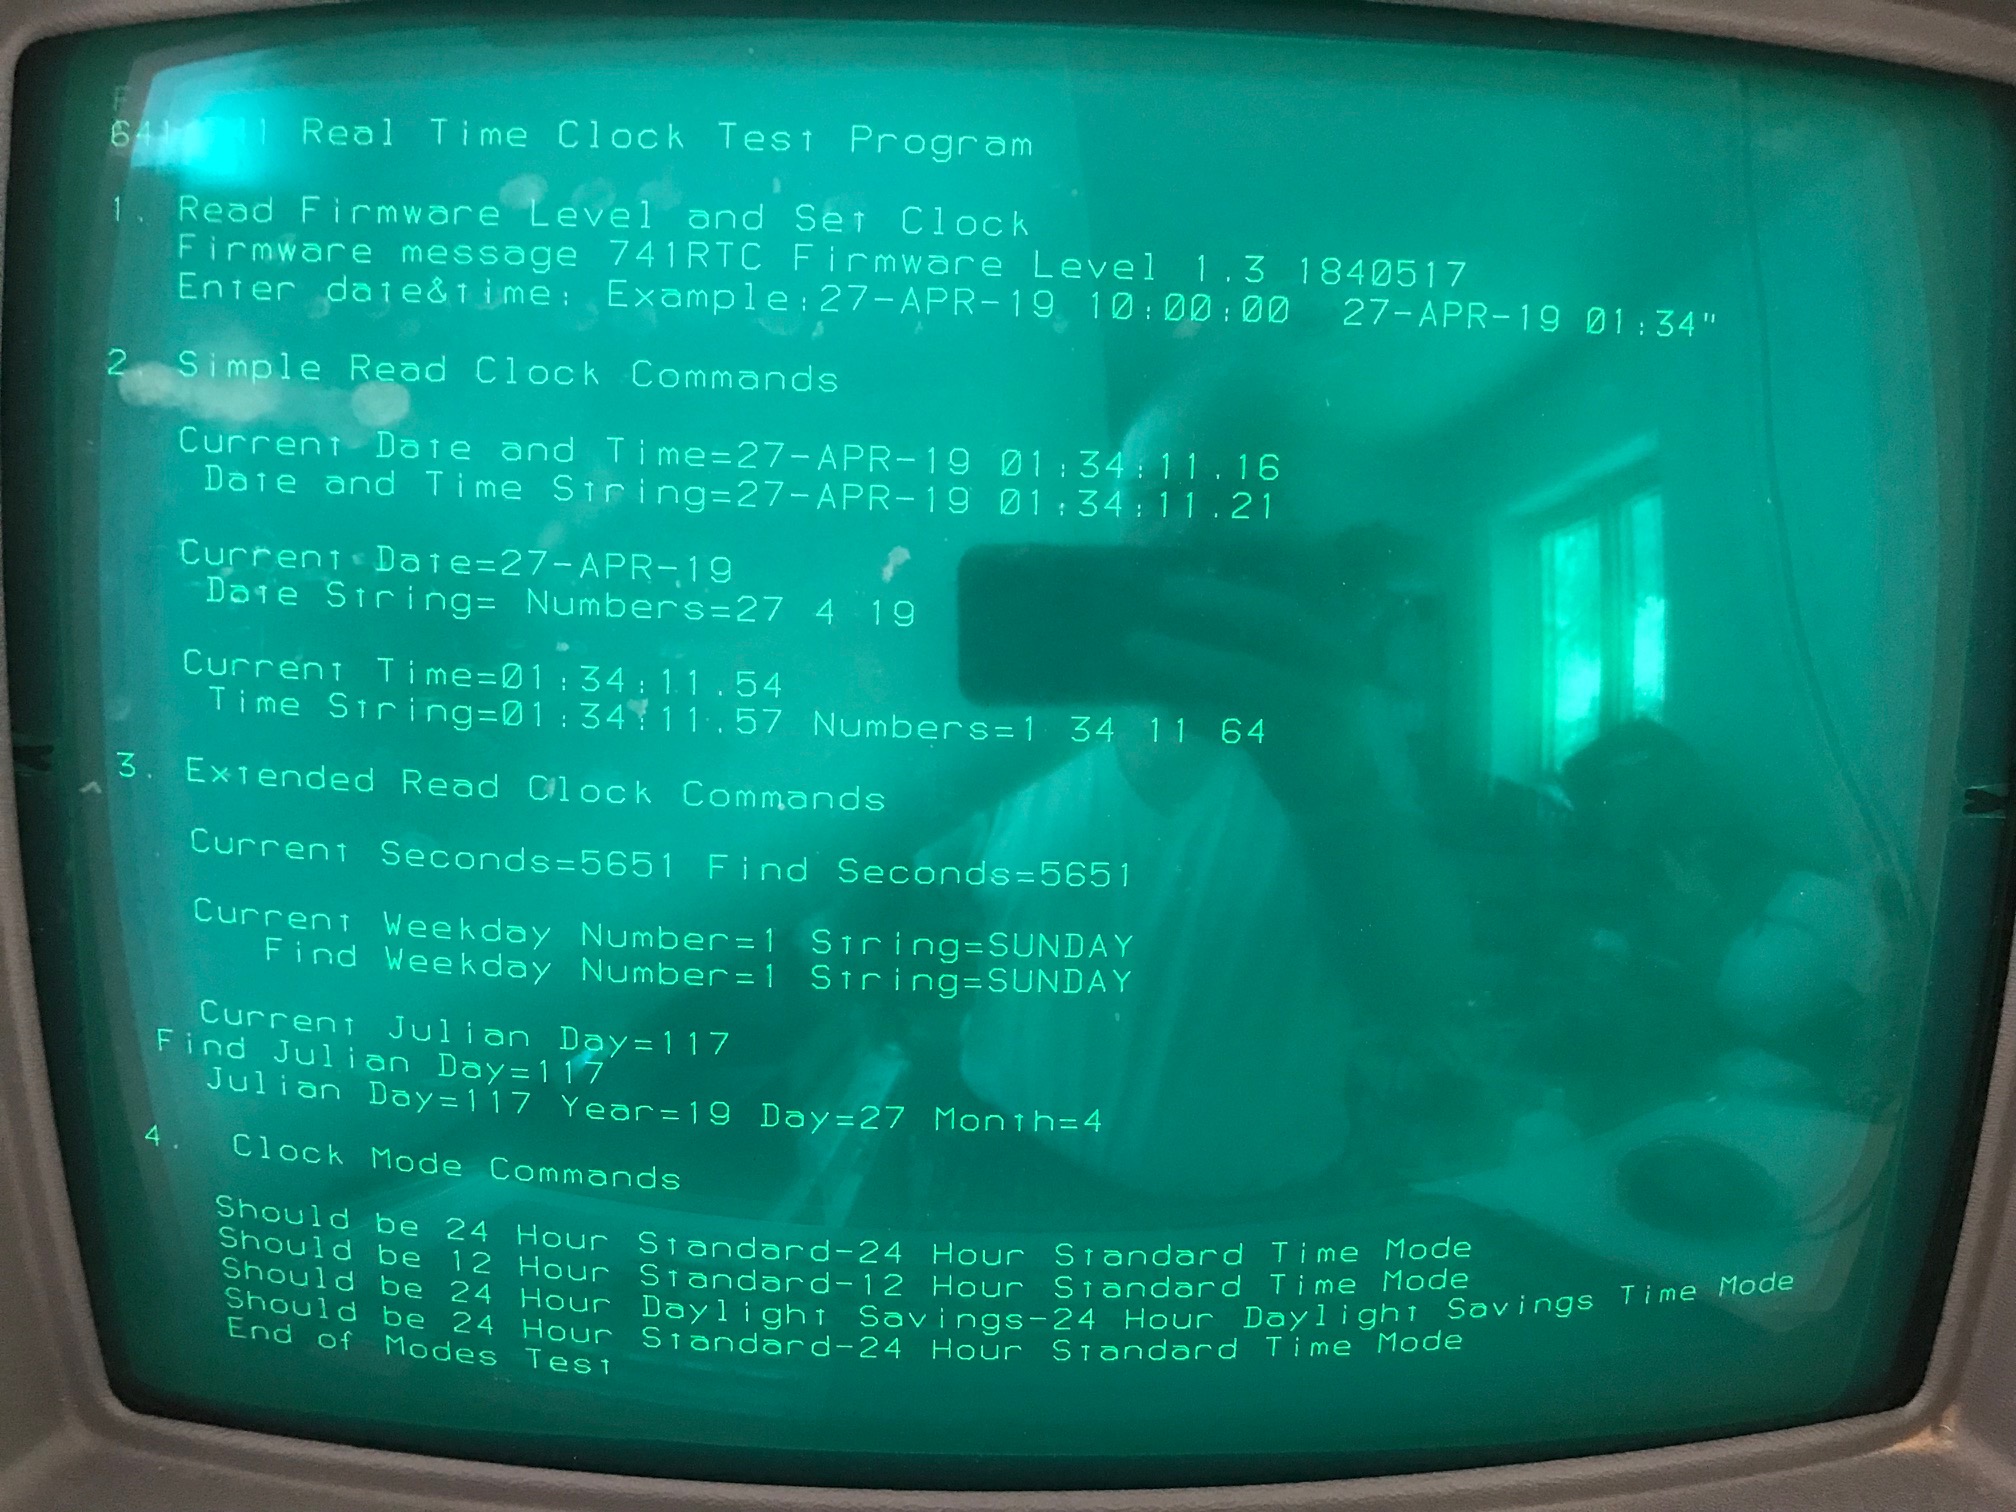 Real Time Clock Test Program
1. Read Firmware Level and Set Clock
Firmware message 741RTC Firmware Level 1.3 1840517
Enter date&time: Example:27-APR-19 10:00:00 27-APR-19 01:34"
2. Simple Read Clock Commands
Current Date and Time=27-APR-19 01:34:11.16
Date and Time String=27-APR-19 01:34:11.21
Current Date=27-APR-19
Date String= Numbers=27 4 19
Current Time=01:34:11.54
Time String=01:34:11.57 Numbers=1 34 11 64
3. Extended Read Clock Commands
Current Seconds=5651 Find Seconds=5651
Current Weekday Number=1 String=SUNDAY
Find Weekday Number=1 String=SUNDAY
Current Julian Day=117
Find Julian Day=117
Julian Day=117 Year=19 Day=27 Month=4
4. Clock Mode Commands
Should be 24 Hour Standard-24 Hour Standard Time Mode
Should be 12 Hour Standard-12 Hour Standard Time Mode
Should be 24 Hour Daylight Savings-24 Hour Daylight Savings Time Mode
Should be 24 Hour Standard-24 Hour Standard Time Mode
End of Modes Test